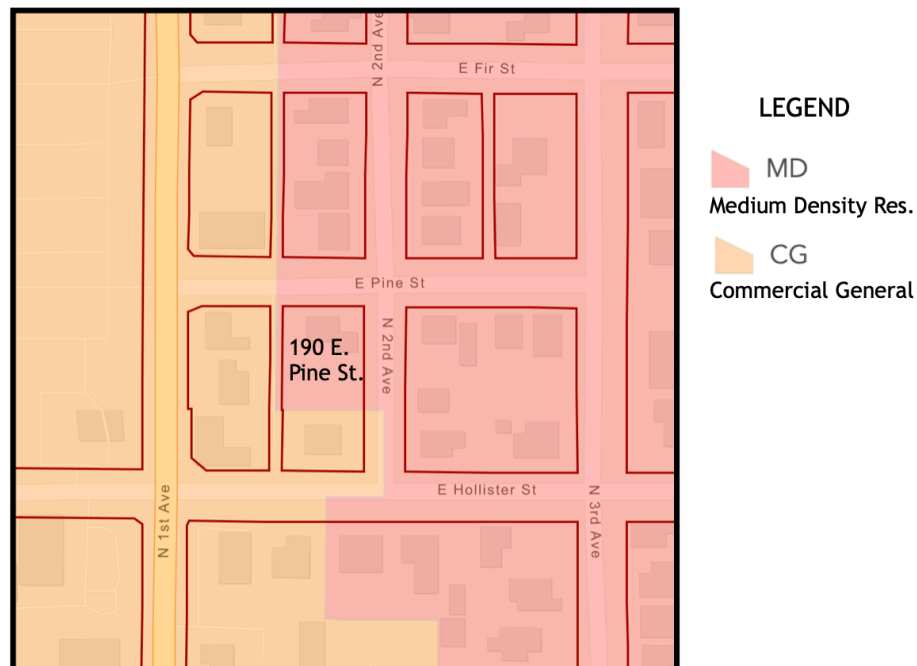 N 2nd Ave
E Fir St
E Pine St
190 E.
Pine St.
N 2nd Ave
E Hollister St
N 1st Ave
N 3rd Ave
LEGEND
MD
Medium Density Res.
CG
Commercial General